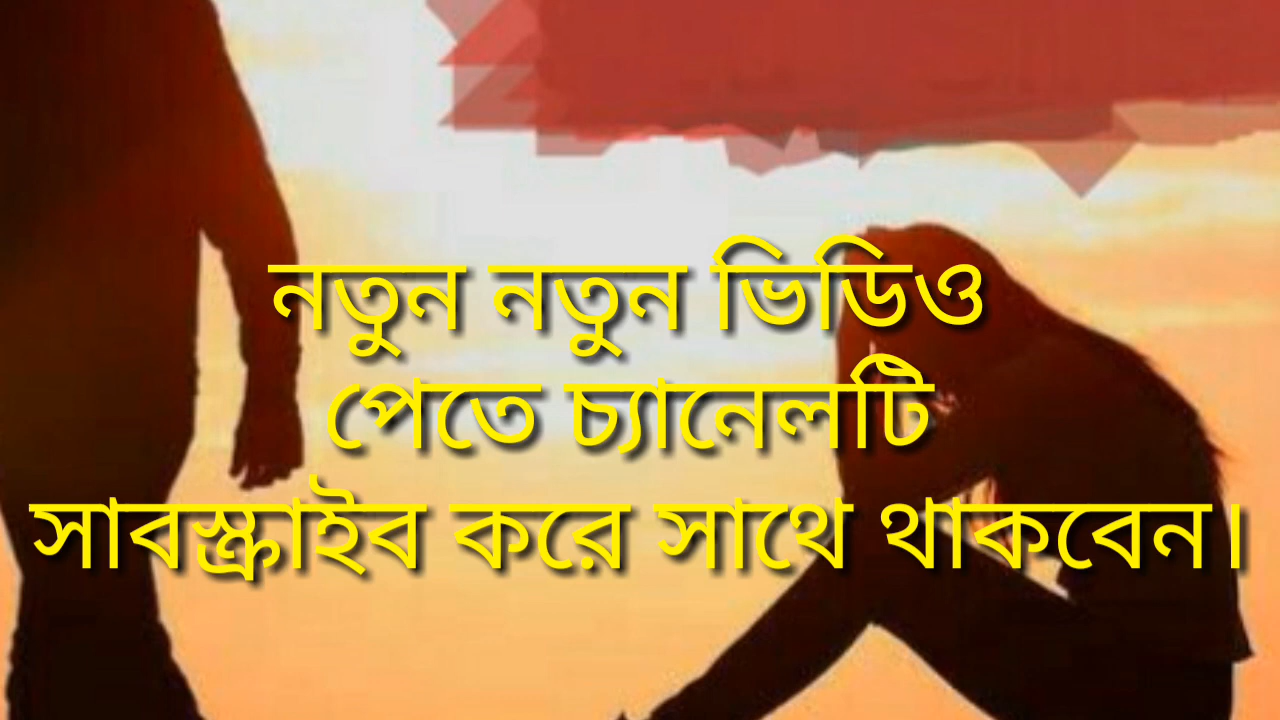 নতুন নতুন ভিডিও
পেতে চ্যানেলটি
সাবস্ক্রাইব করে সাথে থাকবেন।